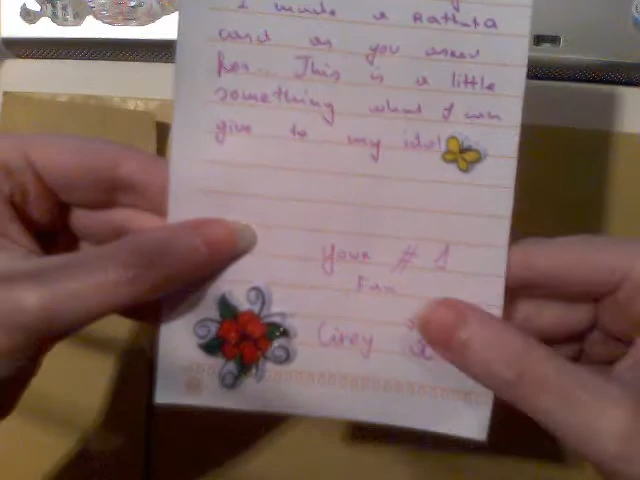 I made a Rathata
card as you asked
for... This is a little
something what I can
give to my idol
Your # 1
Fan
Cirey